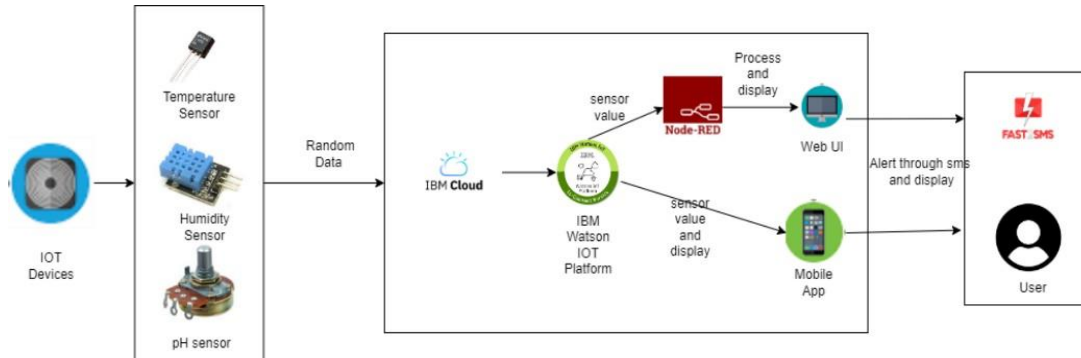 IOT
Devices
Temperature
Sensor
Humidity
Sensor
pH sensor
Random
Data
IBM Cloud
IBM
Watson
IOT
Platform
sensor
value
Node-RED
Process
and
display
Web UI
sensor
value
and
display
Mobile
App
Alert through sms
and display
FAST2SMS
User